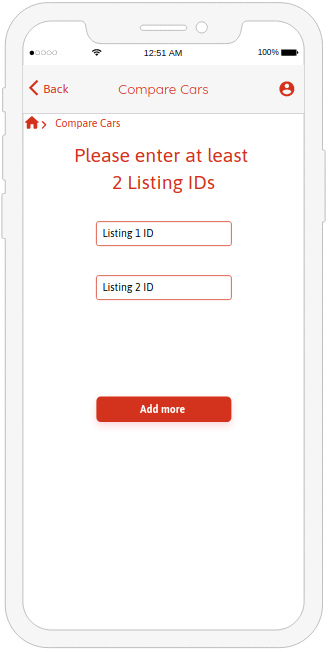 12:51 AM
100%
Back
Compare Cars
Compare Cars
Please enter at least
2 Listing IDs
Listing 1 ID
Listing 2 ID
Add more